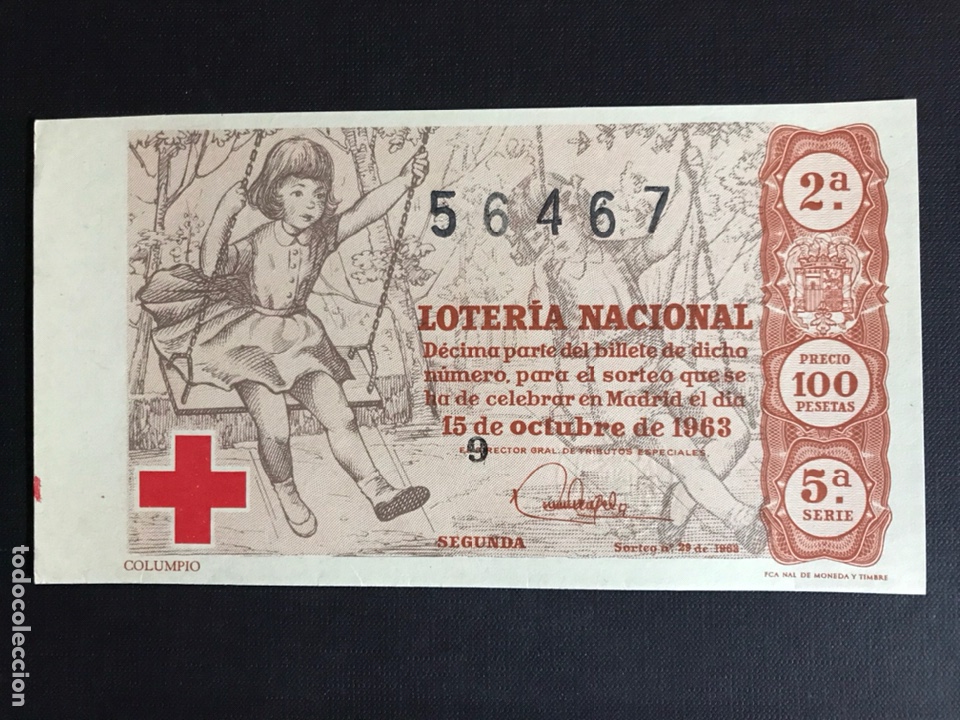 56467
2ª.
LOTERÍA NACIONAL
Décima parte del billete de dicho
número, para el sorteo que se
ha de celebrar en Madrid el día
15 de octubre de 1963
9
DIRECTOR GRAL. DE TRIBUTOS ESPECIALES
PRECIO
100
PESETAS
5ª.
SERIE
SEGUNDA
Sorteo nº. 29 de 1963
COLUMPIO
FCA NAL DE MONEDA Y TIMBRE
todocoleccion